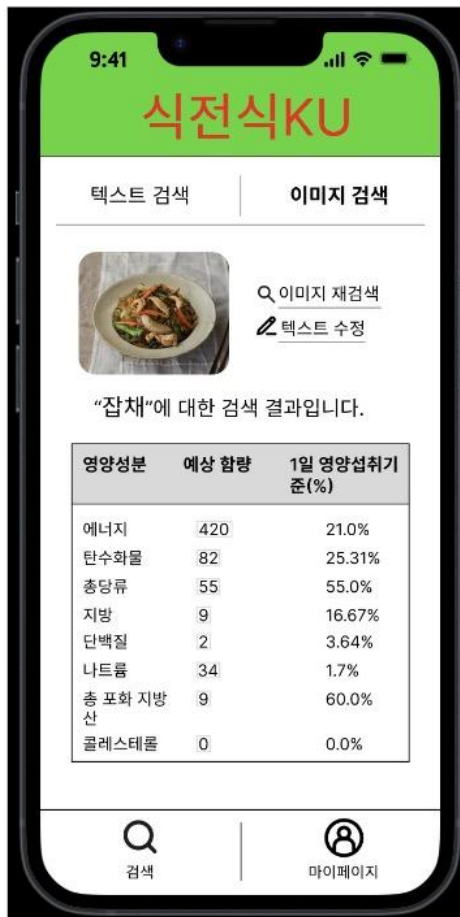 9:41
식전식KU
텍스트 검색 이미지 검색
이미지 재검색
텍스트 수정
“잡채”에 대한 검색 결과입니다.
영양성분 예상 함량 1일 영양섭취기
준(%)
에너지 420 21.0%
탄수화물 82 25.31%
총당류 55 55.0%
지방 9 16.67%
단백질 2 3.64%
나트륨 34 1.7%
총 포화 지방 9 60.0%
산
콜레스테롤 0 0.0%
검색 마이페이지